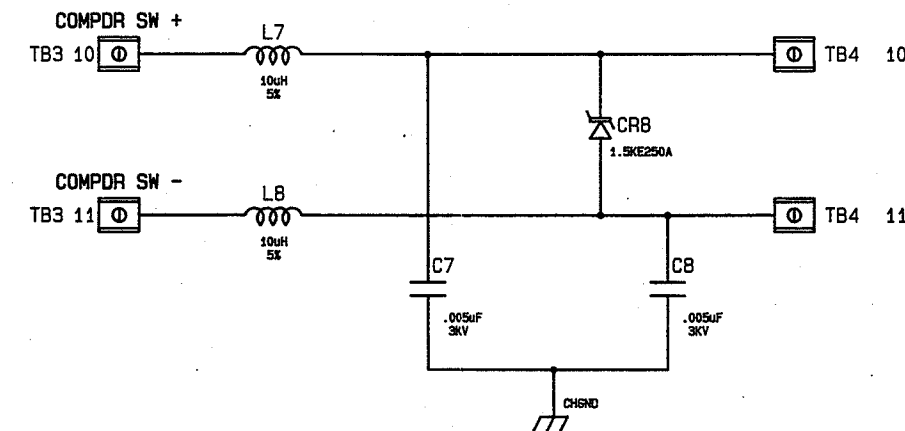 COMPDR SW +
TB3 10
L7
10uH
5%
TB4 10
CR8
1.5KE250A
COMPDR SW -
TB3 11
L8
10uH
5%
TB4 11
C7
.005uF
3KV
C8
.005uF
3KV
CHGND